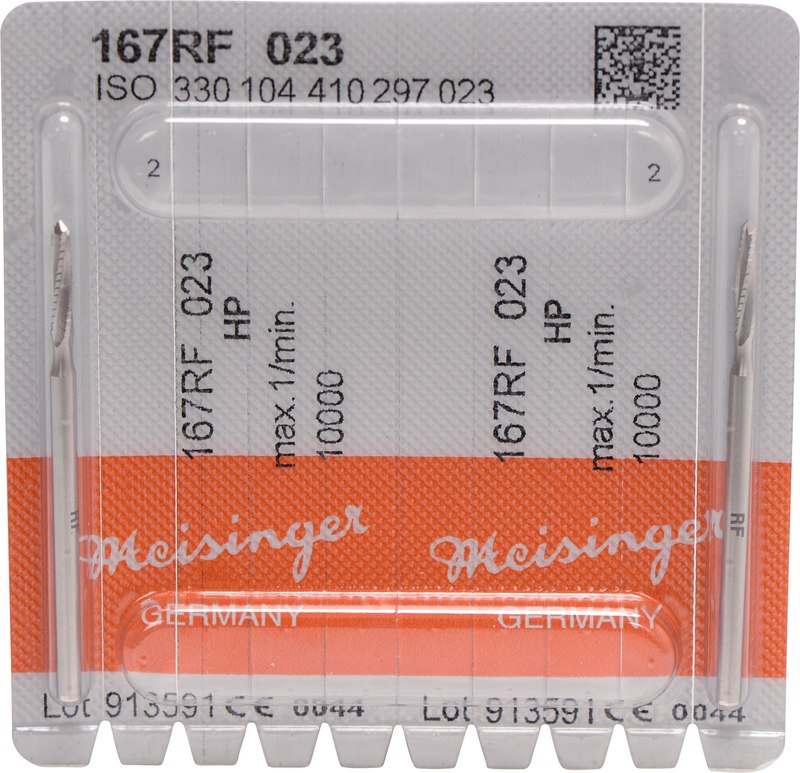 167RF 023
ISO 330 104 410 297 023
2
2
167RF 023
HP
max.1/min.
10000
167RF 023
HP
max.1/min.
10000
RF
RF
Meisinger
Meisinger
GERMANY
GERMANY
Lot 913591 CE 0044
Lot 913591 CE 0044